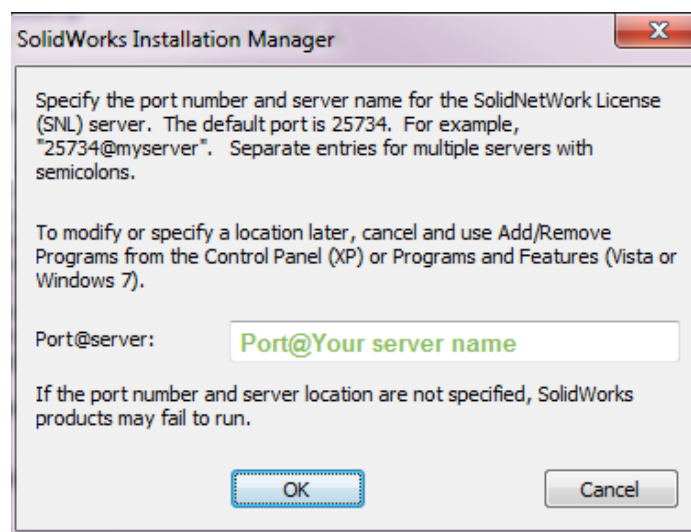 SolidWorks Installation Manager
x
Specify the port number and server name for the SolidNetWork License
(SNL) server. The default port is 25734. For example,
"25734@myserver". Separate entries for multiple servers with
semicolons.
To modify or specify a location later, cancel and use Add/Remove
Programs from the Control Panel (XP) or Programs and Features (Vista or
Windows 7).
Port@server: Port@Your server name
If the port number and server location are not specified, SolidWorks
products may fail to run.
OK Cancel